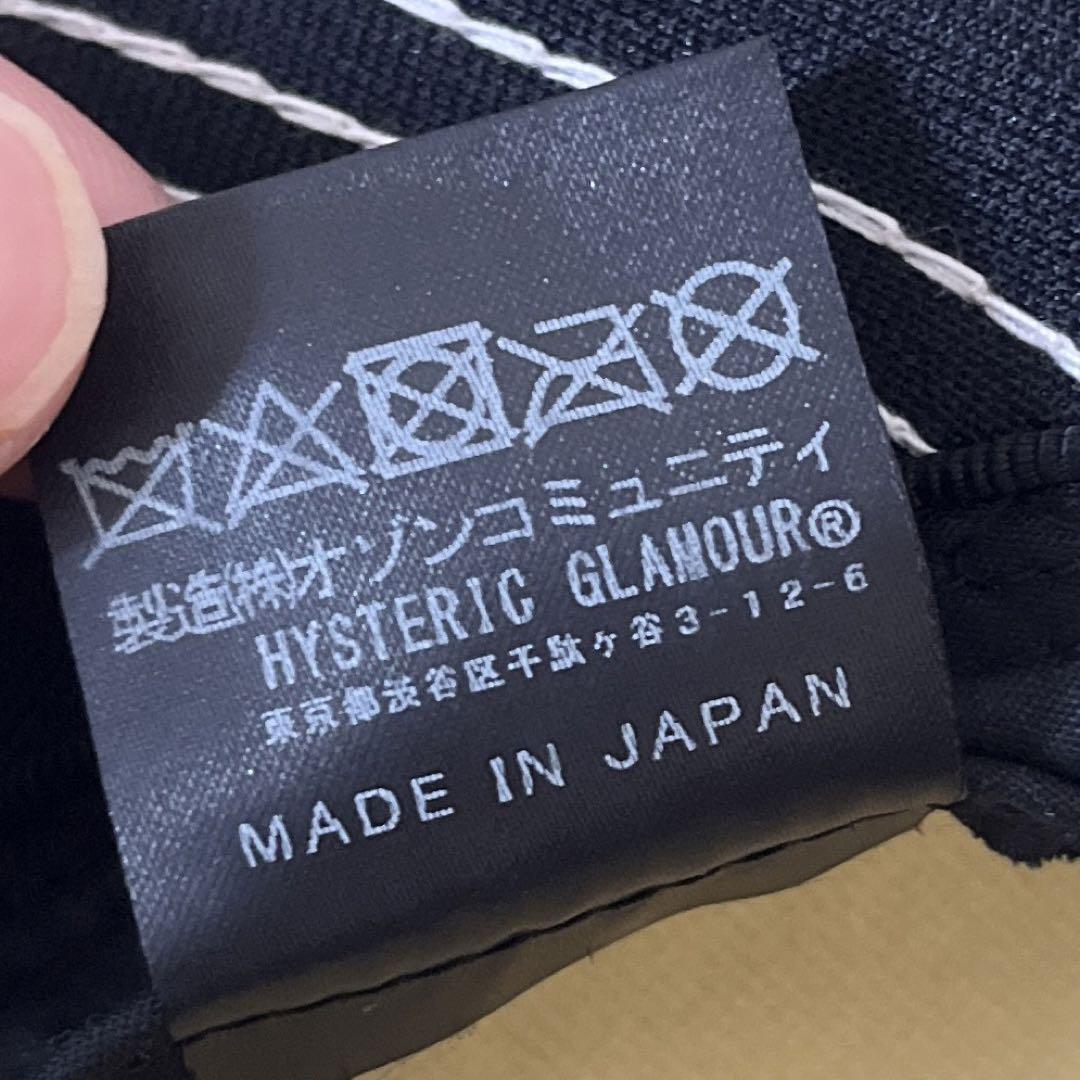 製造(株)オゾンコミュニティ
HYSTERIC GLAMOUR®
東京都渋谷区千駄ケ谷3-12-6
MADE IN JAPAN